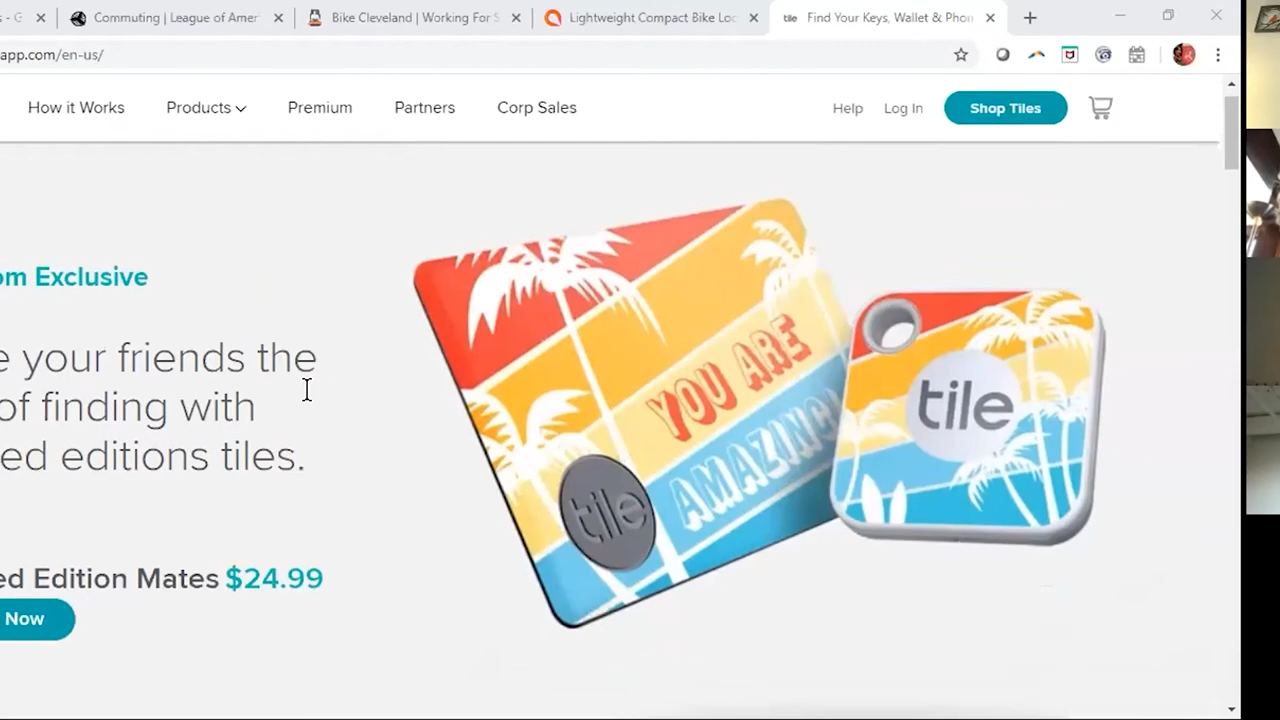 s - G
Commuting | League of Amer
Bike Cleveland | Working For S
Lightweight Compact Bike Loc
tile
Find Your Keys, Wallet & Phon
app.com/en-us/
How it Works
Products
Premium
Partners
Corp Sales
Help
Log In
Shop Tiles
om Exclusive
e your friends the
of finding with
ed editions tiles.
ed Edition Mates $24.99
Now
YOU ARE
AMAZING!
tile
tile